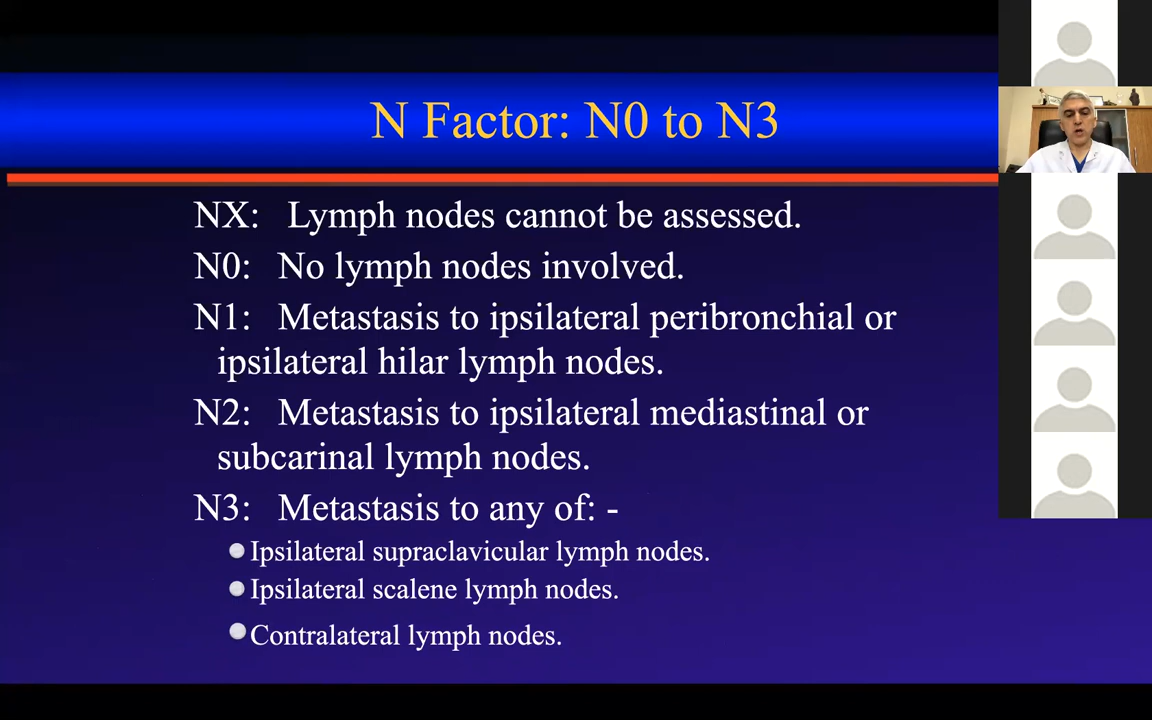 N Factor: N0 to N3
NX: Lymph nodes cannot be assessed.
N0: No lymph nodes involved.
N1: Metastasis to ipsilateral peribronchial or
ipsilateral hilar lymph nodes.
N2: Metastasis to ipsilateral mediastinal or
subcarinal lymph nodes.
N3: Metastasis to any of: -
Ipsilateral supraclavicular lymph nodes.
Ipsilateral scalene lymph nodes.
Contralateral lymph nodes.